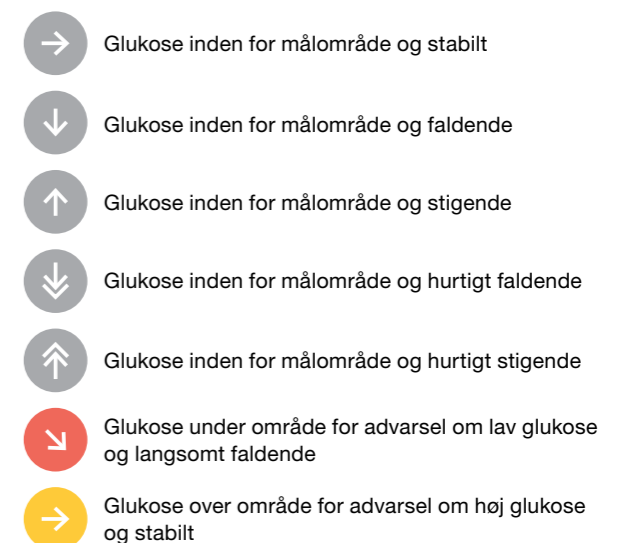 Glukose inden for målområde og stabilt
Glukose inden for målområde og faldende
Glukose inden for målområde og stigende
Glukose inden for målområde og hurtigt faldende
Glukose inden for målområde og hurtigt stigende
Glukose under område for advarsel om lav glukose
og langsomt faldende
Glukose over område for advarsel om høj glukose
og stabilt